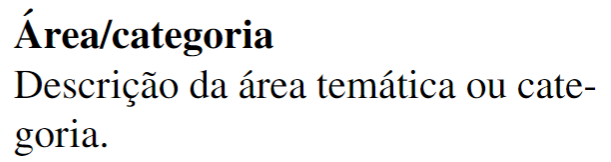 Área/categoria
Descrição da área temática ou cate-
goria.